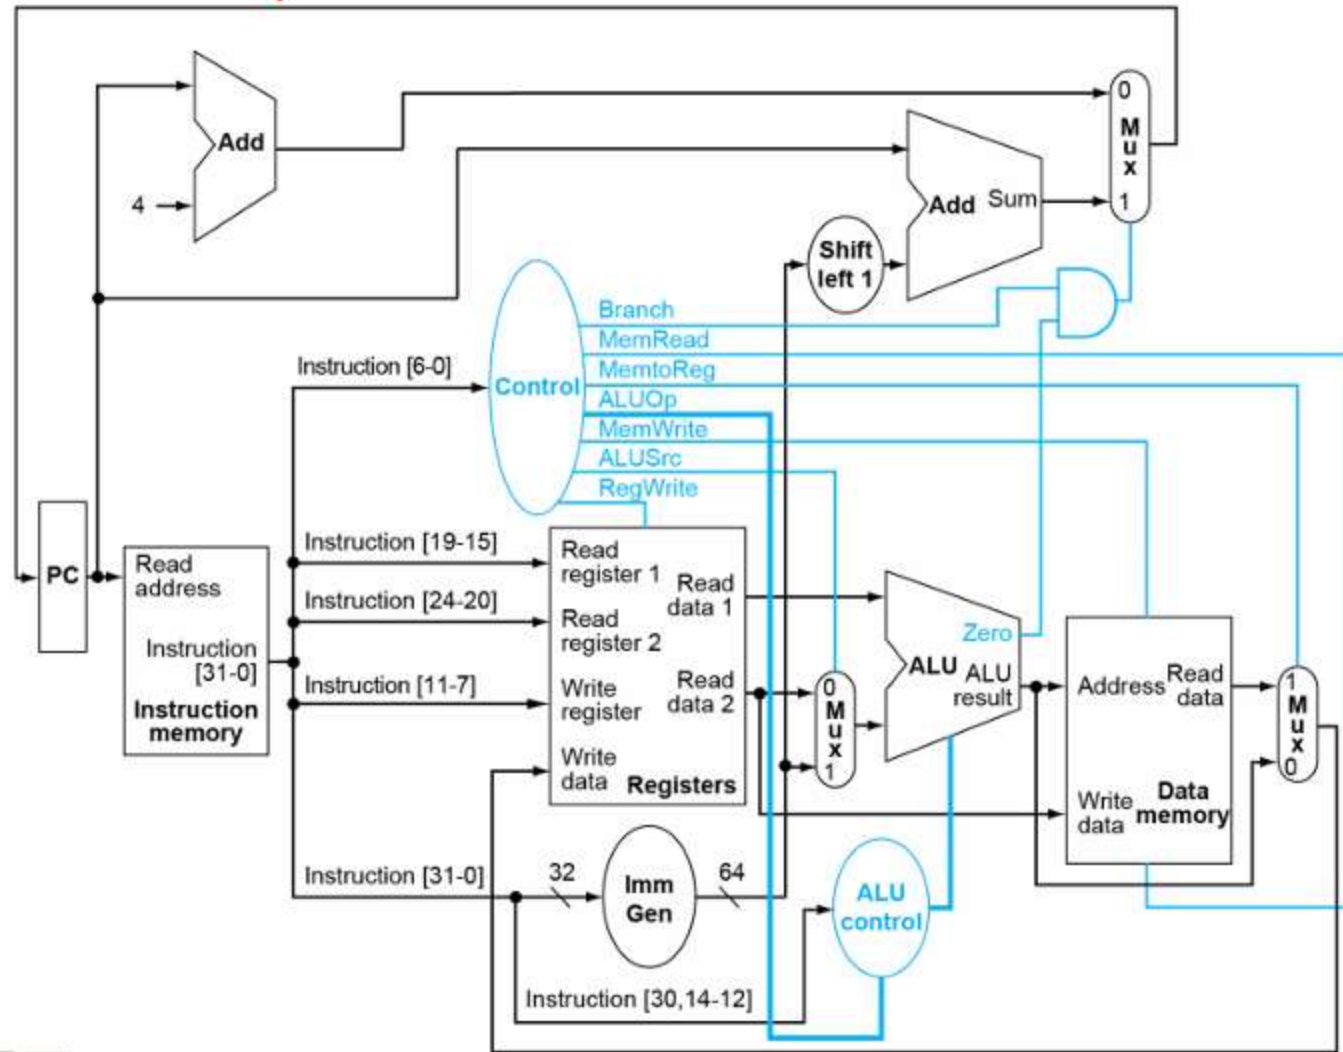 Add
4
0
Mux
1
Add Sum
Shift
left 1
Branch
MemRead
MemtoReg
ALUOp
MemWrite
ALUSrc
RegWrite
Control
Instruction [6-0]
PC
Read
address
Instruction
[31-0]
Instruction
memory
Instruction [19-15]
Instruction [24-20]
Instruction [11-7]
Instruction [31-0]
Read
register 1
Read
register 2
Write
register
Write
data
Read
data 1
Read
data 2
Registers
0
Mux
1
Zero
ALU
ALU
result
Address
Read
data
Write
data
Data
memory
1
Mux
0
32
Imm
Gen
64
ALU
control
Instruction [30,14-12]